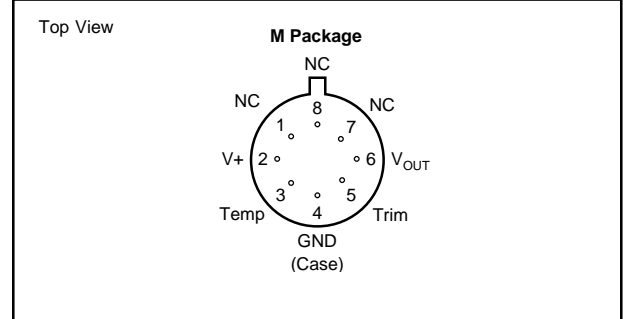 Top View
M Package
NC
NC
NC
8
1
7
V+
2
6
VOUT
3
5
Temp
4
Trim
GND
(Case)